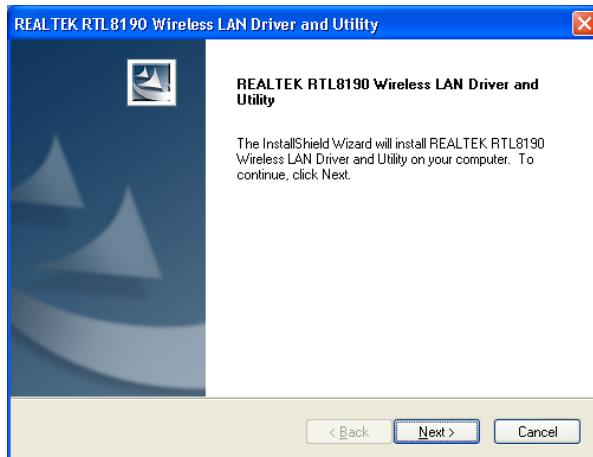 REALTEK RTL8190 Wireless LAN Driver and Utility
REALTEK RTL8190 Wireless LAN Driver and
Utility
The InstallShield Wizard will install REALTEK RTL8190
Wireless LAN Driver and Utility on your computer. To
continue, click Next.
< Back Next > Cancel